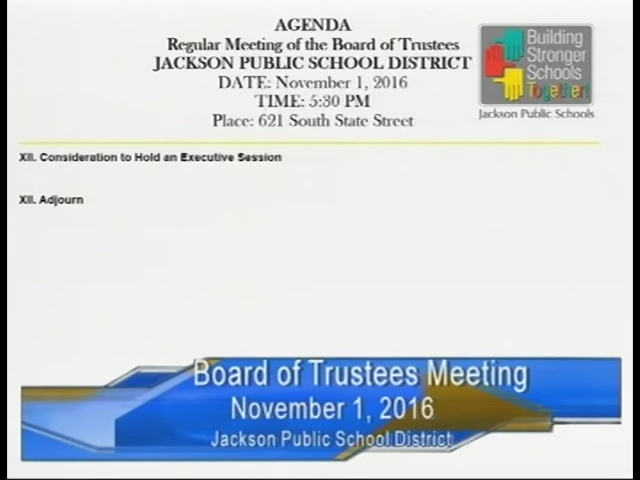 AGENDA
Regular Meeting of the Board of Trustees
JACKSON PUBLIC SCHOOL DISTRICT
DATE: November 1, 2016
TIME: 5:30 PM
Place: 621 South State Street
Building
Stronger
Schools
Together!
Jackson Public Schools
XII. Consideration to Hold an Executive Session
XII. Adjourn
Board of Trustees Meeting
November 1, 2016
Jackson Public School District